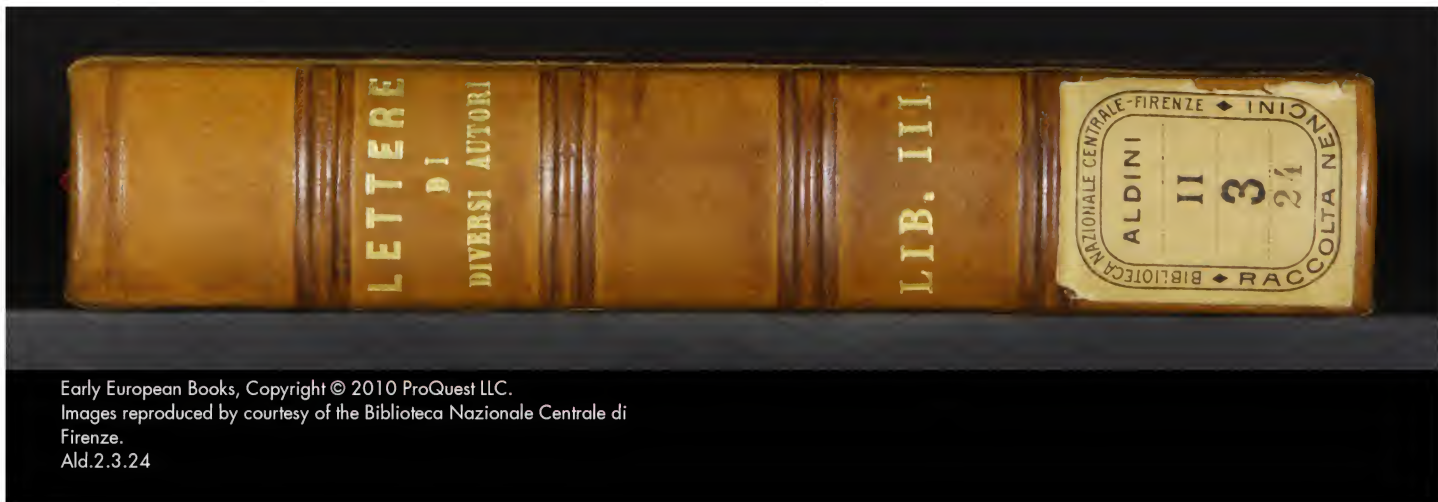 LETTERE
DI
DIVERSI AUTORI
LIB. III.
BIBLIOTECA NAZIONALE CENTRALE-FIRENZE ◆ RACCOLTA NENCINI ◆
ALDINI
II
3
24
Early European Books, Copyright © 2010 ProQuest LLC.
Images reproduced by courtesy of the Biblioteca Nazionale Centrale di
Firenze.
Ald.2.3.24